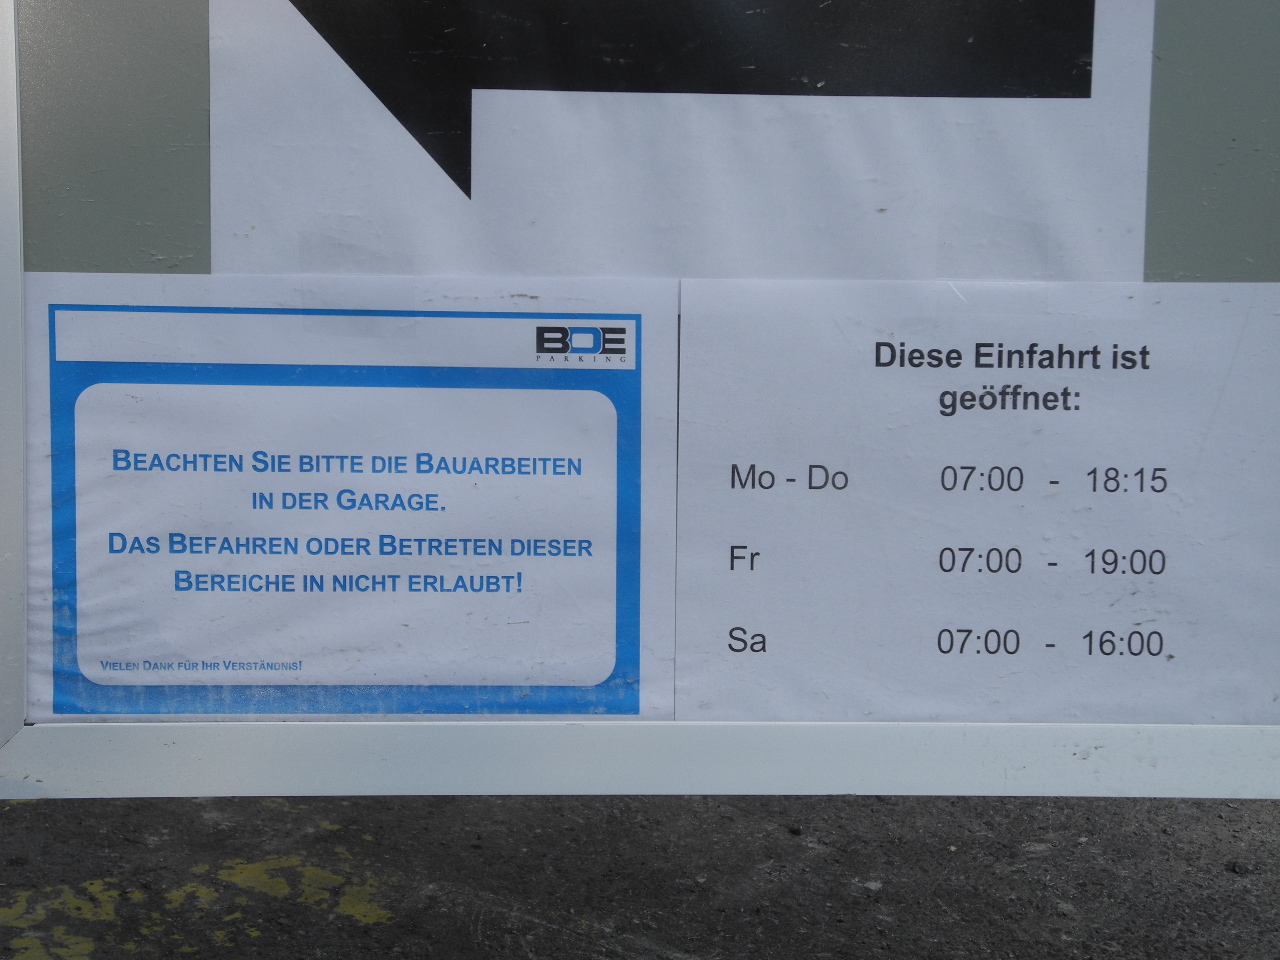 BOE
PARKING
BEACHTEN SIE BITTE DIE BAUARBEITEN
IN DER GARAGE.
DAS BEFAHREN ODER BETRETEN DIESER
BEREICHE IN NICHT ERLAUBT!
VIELEN DANK FÜR IHR VERSTÄNDNIS!
Diese Einfahrt ist
geöffnet:
Mo - Do 07:00 - 18:15
Fr 07:00 - 19:00
Sa 07:00 - 16:00